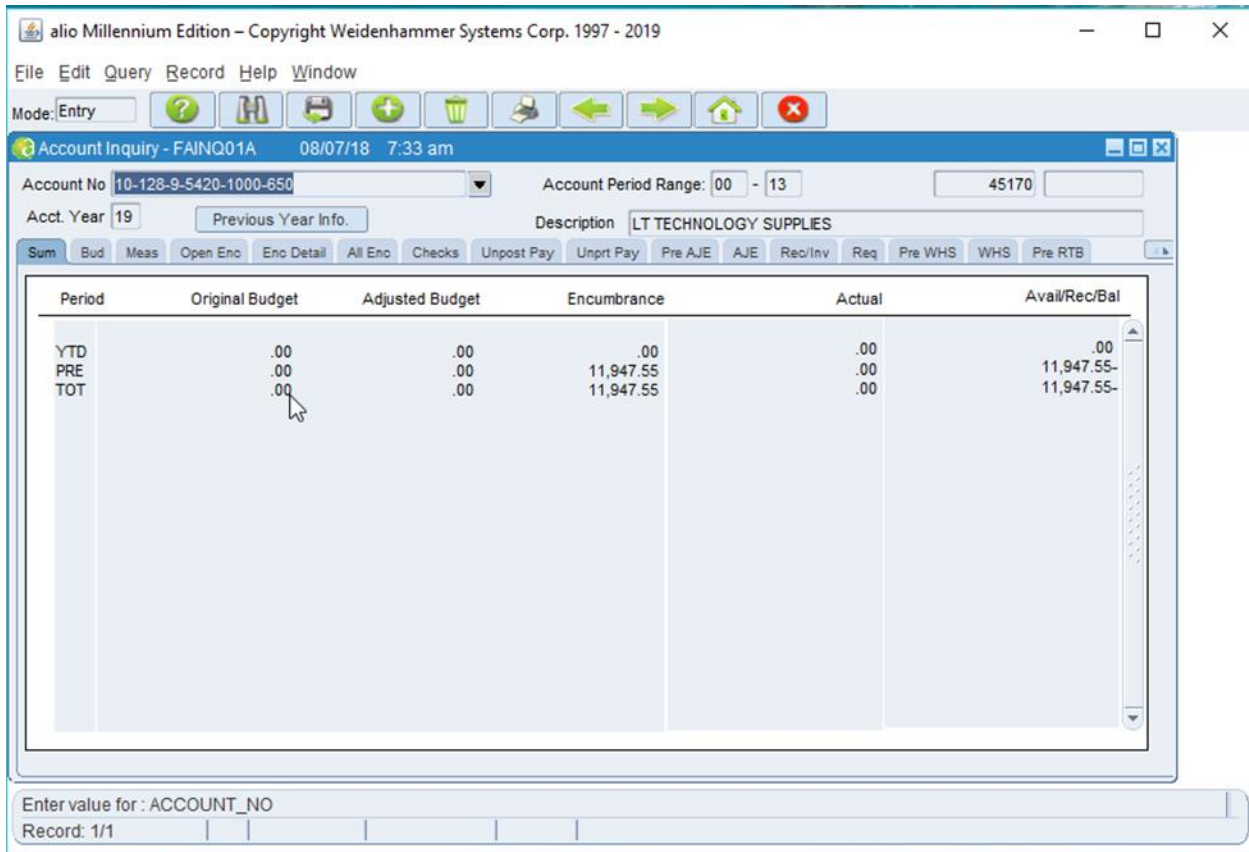 alio Millennium Edition – Copyright Weidenhammer Systems Corp. 1997 - 2019
File Edit Query Record Help Window
Mode: Entry
Account Inquiry - FAINQ01A 08/07/18 7:33 am
Account No 10-128-9-5420-1000-650 Account Period Range: 00 - 13 45170
Acct. Year 19 Previous Year Info. Description LT TECHNOLOGY SUPPLIES
Sum Bud Meas Open Enc Enc Detail All Enc Checks Unpost Pay Unprt Pay Pre AJE AJE Rec/Inv Req Pre WHS WHS Pre RTB
Period Original Budget Adjusted Budget Encumbrance Actual Avail/Rec/Bal
YTD .00 .00 .00 .00 .00
PRE .00 .00 11,947.55 .00 11,947.55-
TOT .00 .00 11,947.55 .00 11,947.55-
Enter value for : ACCOUNT_NO
Record: 1/1